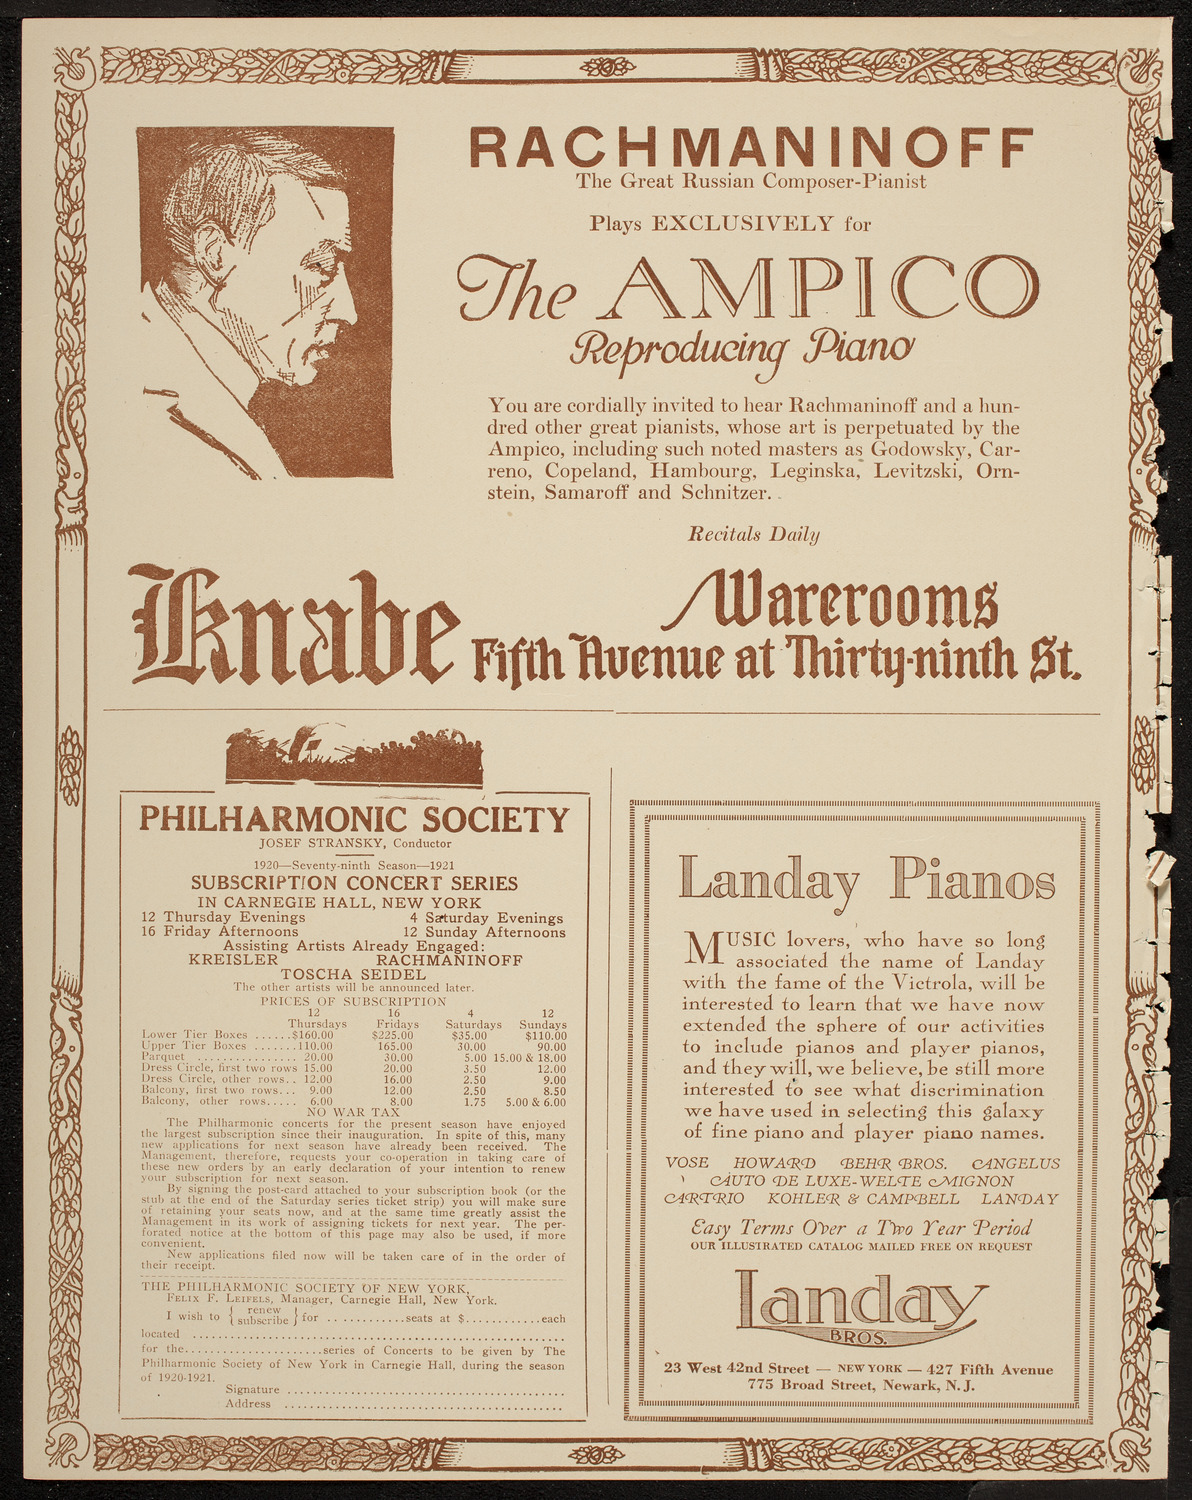 RACHMANINOFF
The Great Russian Composer-Pianist
Plays EXCLUSIVELY for
The AMPICO
Reproducing Piano
You are cordially invited to hear Rachmaninoff and a hun-
dred other great pianists, whose art is perpetuated by the
Ampico, including such noted masters as Godowsky, Car-
reno, Copeland, Hambourg, Leginska, Levitzski, Orn-
stein, Samaroff and Schnitzer.
Recitals Daily
Knabe Warerooms
Fifth Avenue at Thirty-ninth St.
PHILHARMONIC SOCIETY
JOSEF STRANSKY, Conductor
1920—Seventy-ninth Season—1921
SUBSCRIPTION CONCERT SERIES
IN CARNEGIE HALL, NEW YORK
12 Thursday Evenings 4 Saturday Evenings
16 Friday Afternoons 12 Sunday Afternoons
Assisting Artists Already Engaged:
KREISLER RACHMANINOFF
TOSCHA SEIDEL
The other artists will be announced later.
PRICES OF SUBSCRIPTION
12 16 4 12
Thursdays Fridays Saturdays Sundays
Lower Tier Boxes ......$160.00 $225.00 $35.00 $110.00
Upper Tier Boxes .......110.00 165.00 30.00 90.00
Parquet ................ 20.00 30.00 5.00 15.00 & 18.00
Dress Circle, first two rows 15.00 20.00 3.50 12.00
Dress Circle, other rows.. 12.00 16.00 2.50 9.00
Balcony, first two rows... 9.00 12.00 2.50 8.50
Balcony, other rows..... 6.00 8.00 1.75 5.00 & 6.00
NO WAR TAX
The Philharmonic concerts for the present season have enjoyed
the largest subscription since their inauguration. In spite of this, many
new applications for next season have already been received. The
Management, therefore, requests your co-operation in taking care of
these new orders by an early declaration of your intention to renew
your subscription for next season.
By signing the post-card attached to your subscription book (or the
stub at the end of the Saturday series ticket strip) you will make sure
of retaining your seats now, and at the same time greatly assist the
Management in its work of assigning tickets for next year. The per-
forated notice at the bottom of this page may also be used, if more
convenient.
New applications filed now will be taken care of in the order of
their receipt.
THE PHILHARMONIC SOCIETY OF NEW YORK,
FELIX F. LEIFELS, Manager, Carnegie Hall, New York.
I wish to { renew subscribe } for ............seats at $............each
located ..........................................................
for the.....................series of Concerts to be given by The
Philharmonic Society of New York in Carnegie Hall, during the season
of 1920-1921.
Signature ..........................................
Address ..........................................
Landay Pianos
MUSIC lovers, who have so long
associated the name of Landay
with the fame of the Victrola, will be
interested to learn that we have now
extended the sphere of our activities
to include pianos and player pianos,
and they will, we believe, be still more
interested to see what discrimination
we have used in selecting this galaxy
of fine piano and player piano names.
VOSE HOWARD BEHR BROS. ANGELUS
AUTO DE LUXE-WELTE MIGNON
ARTRIO KOHLER & CAMPBELL LANDAY
Easy Terms Over a Two Year Period
OUR ILLUSTRATED CATALOG MAILED FREE ON REQUEST
Landay
BROS.
23 West 42nd Street — NEW YORK — 427 Fifth Avenue
775 Broad Street, Newark, N. J.